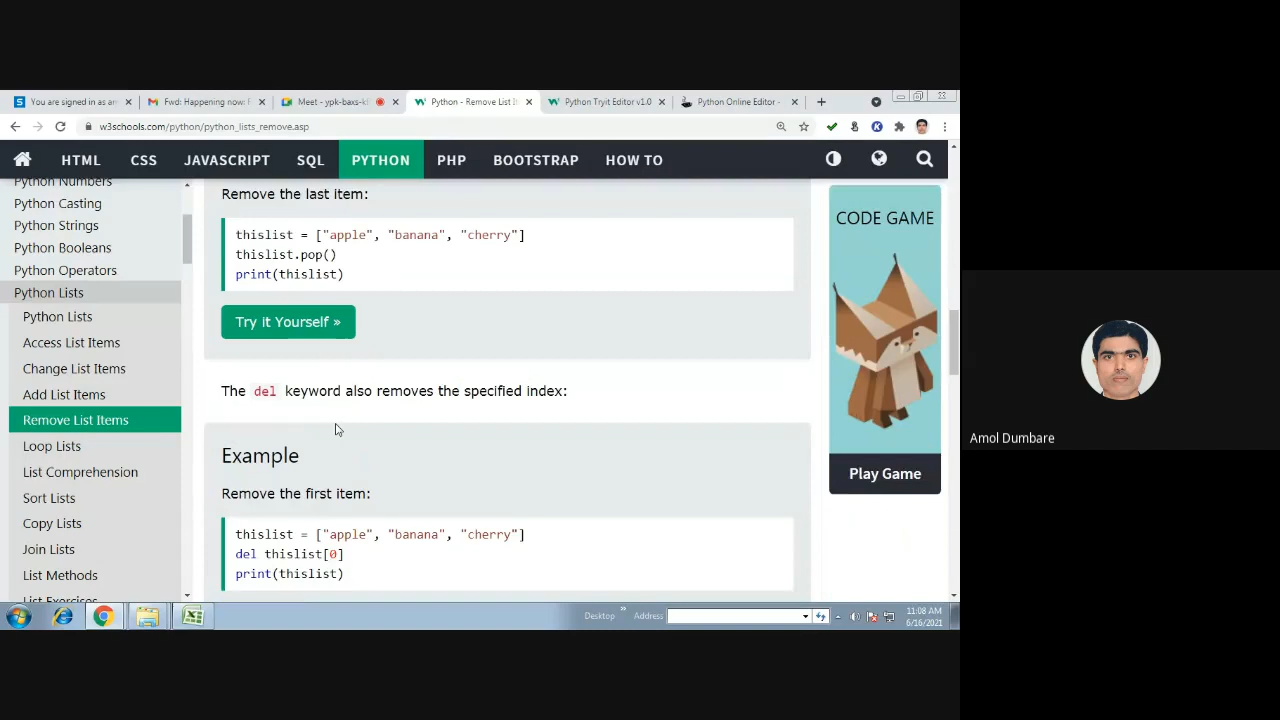 You are signed in as am
Fwd: Happening now: F
Meet - ypk-baxs-k
Python - Remove List I
Python Tryit Editor v1.0
Python Online Editor -
w3schools.com/python/python_lists_remove.asp
HTML CSS JAVASCRIPT SQL PYTHON PHP BOOTSTRAP HOW TO
Python Numbers
Python Casting
Python Strings
Python Booleans
Python Operators
Python Lists
Python Lists
Access List Items
Change List Items
Add List Items
Remove List Items
Loop Lists
List Comprehension
Sort Lists
Copy Lists
Join Lists
List Methods
List Exercises
Remove the last item:
thislist = ["apple", "banana", "cherry"]
thislist.pop()
print(thislist)
Try it Yourself »
The del keyword also removes the specified index:
Example
Remove the first item:
thislist = ["apple", "banana", "cherry"]
del thislist[0]
print(thislist)
CODE GAME
Play Game
Desktop » Address
11:08 AM
6/16/2021
Amol Dumbare